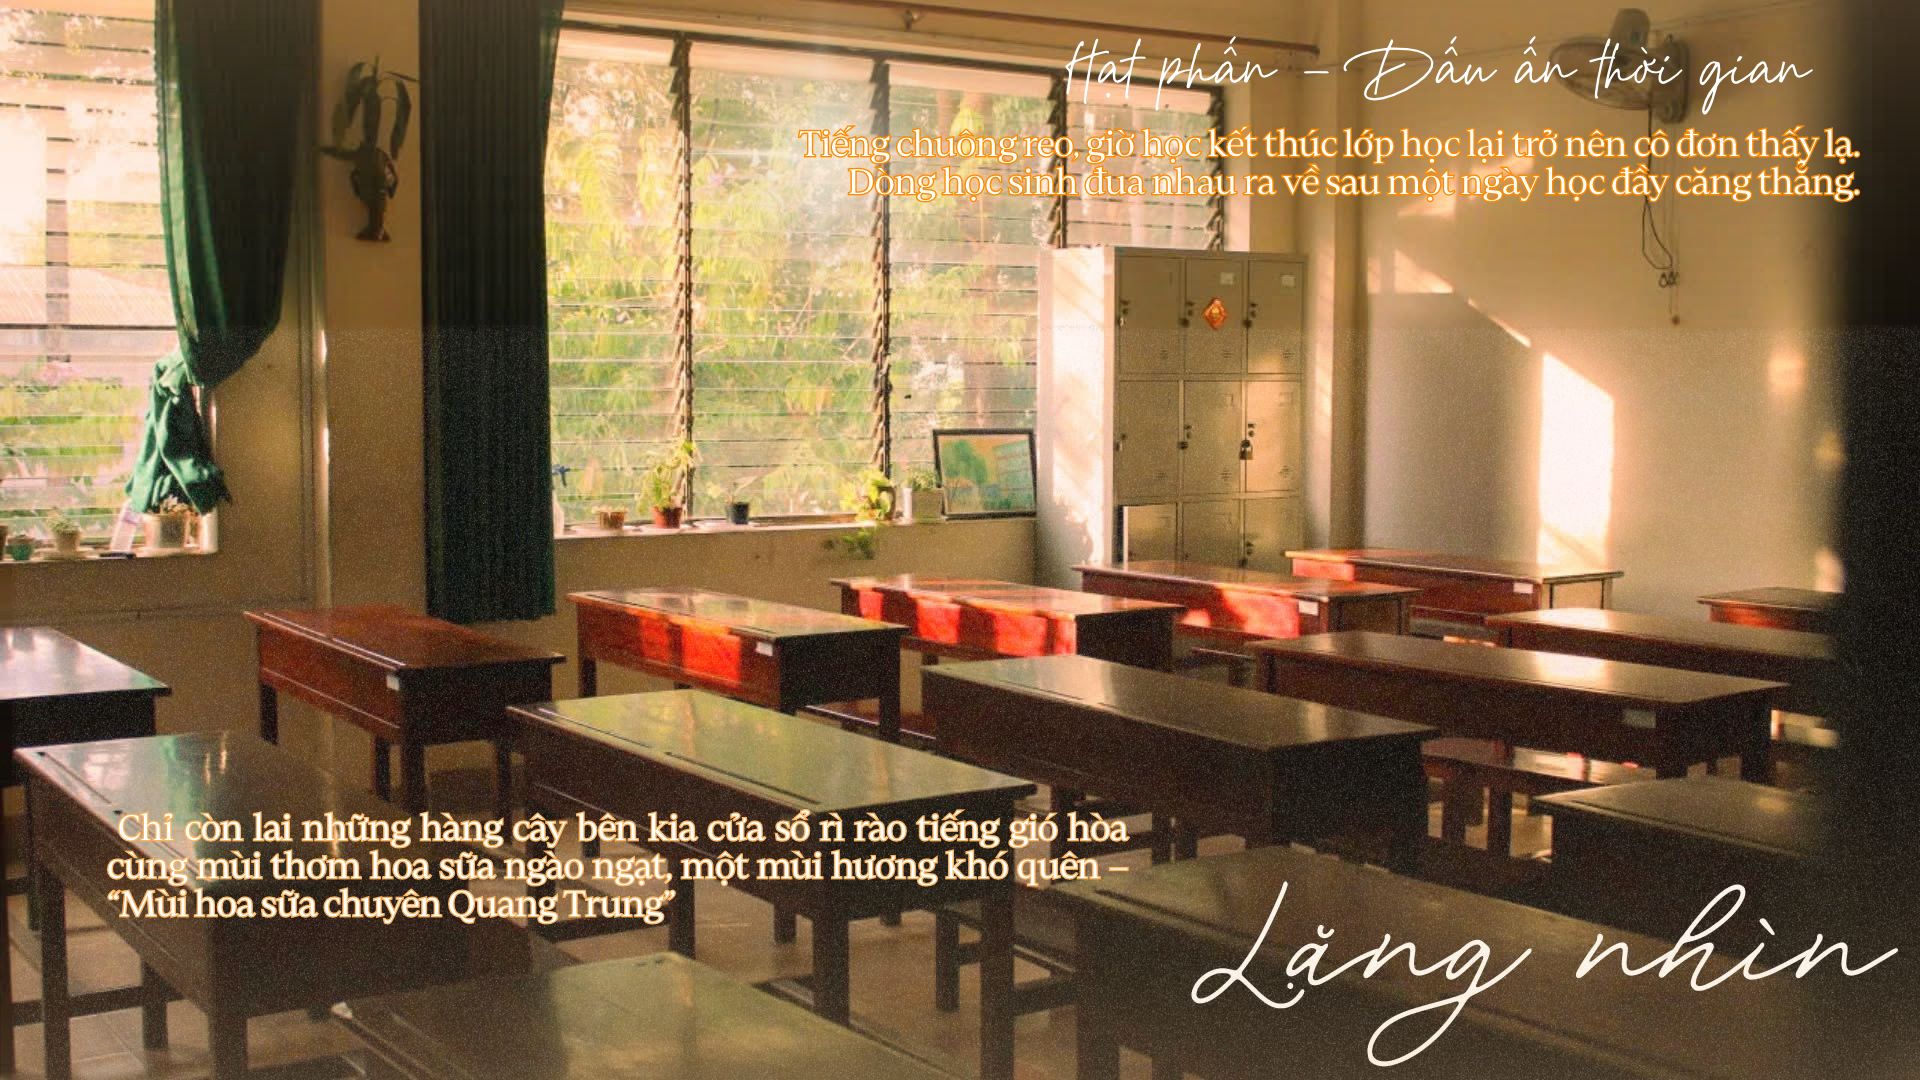 Hạt phấn – Dấu ấn thời gian
Tiếng chuông reo, giờ học kết thúc lớp học lại trở nên cô đơn thấy lạ.
Dòng học sinh đua nhau ra về sau một ngày học đầy căng thẳng.
Chỉ còn lai những hàng cây bên kia cửa sổ rì rào tiếng gió hòa
cùng mùi thơm hoa sữa ngào ngạt, một mùi hương khó quên –
“Mùi hoa sữa chuyên Quang Trung”
Lặng nhìn